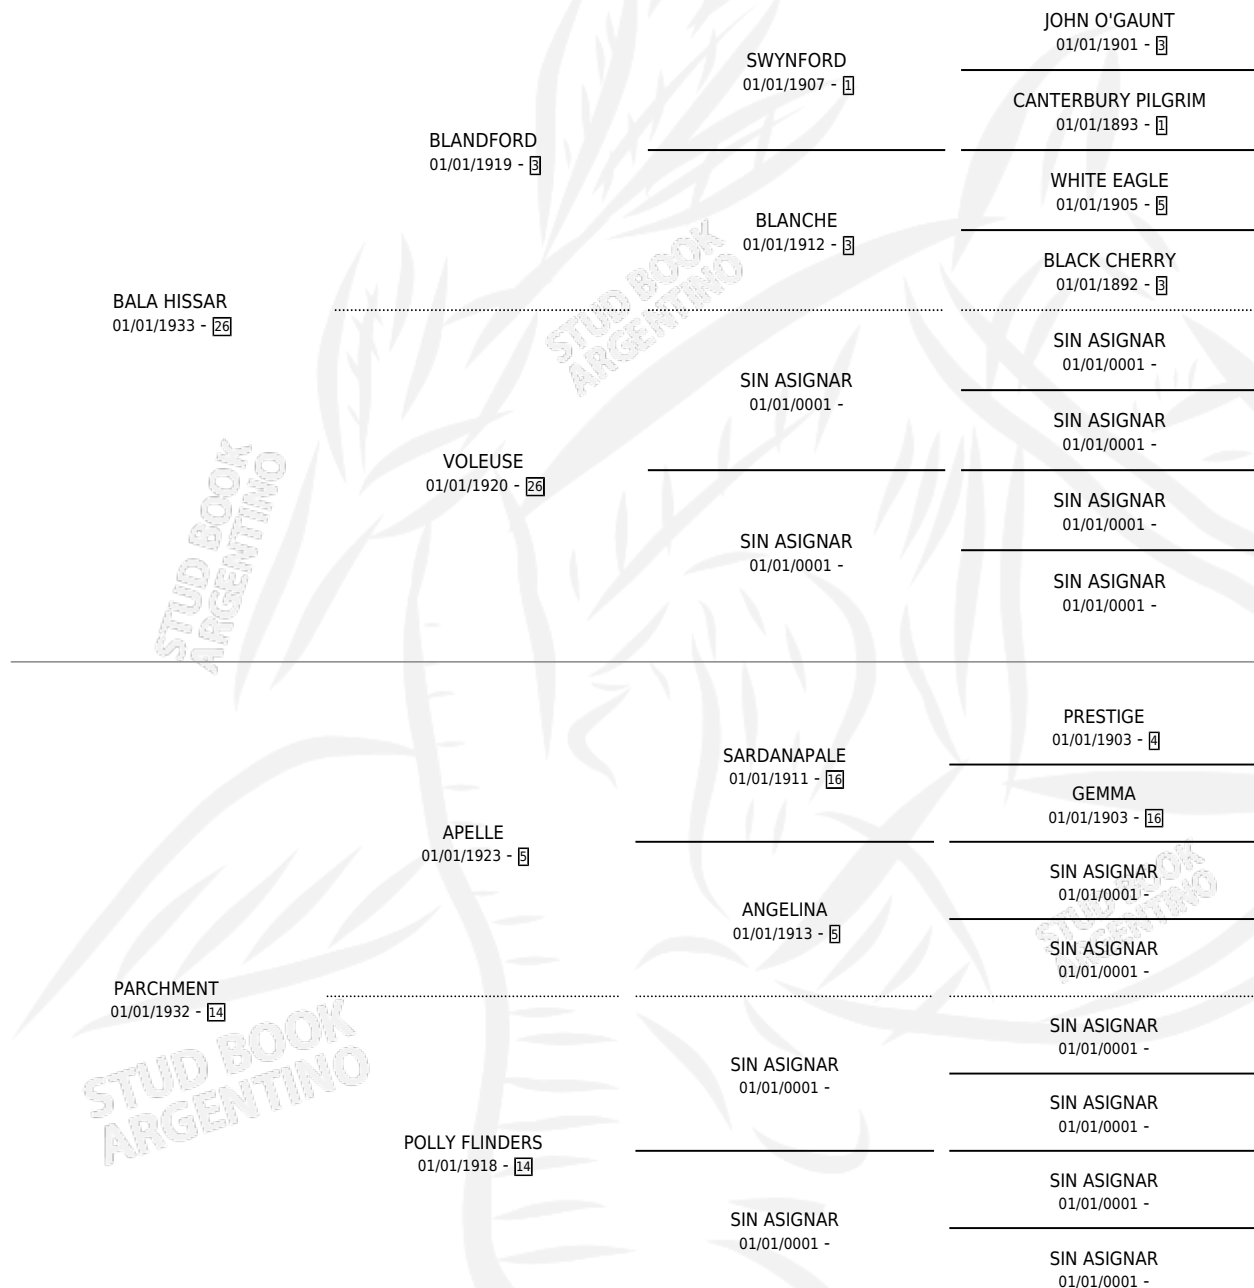 JOHN O'GAUNT
01/01/1901 - 3
SWYNFORD
01/01/1907 - 1
CANTERBURY PILGRIM
01/01/1893 - 1
BLANDFORD
01/01/1919 - 3
WHITE EAGLE
01/01/1905 - 5
BLANCHE
01/01/1912 - 3
BLACK CHERRY
01/01/1892 - 3
BALA HISSAR
01/01/1933 - 26
SIN ASIGNAR
01/01/0001 -
SIN ASIGNAR
01/01/0001 -
SIN ASIGNAR
01/01/0001 -
VOLEUSE
01/01/1920 - 26
SIN ASIGNAR
01/01/0001 -
SIN ASIGNAR
01/01/0001 -
SIN ASIGNAR
01/01/0001 -
PRESTIGE
01/01/1903 - 4
SARDANAPALE
01/01/1911 - 16
GEMMA
01/01/1903 - 16
APELLE
01/01/1923 - 5
SIN ASIGNAR
01/01/0001 -
ANGELINA
01/01/1913 - 5
SIN ASIGNAR
01/01/0001 -
PARCHMENT
01/01/1932 - 14
SIN ASIGNAR
01/01/0001 -
SIN ASIGNAR
01/01/0001 -
SIN ASIGNAR
01/01/0001 -
POLLY FLINDERS
01/01/1918 - 14
SIN ASIGNAR
01/01/0001 -
SIN ASIGNAR
01/01/0001 -
SIN ASIGNAR
01/01/0001 -
STUD BOOK
ARGENTINO
STUD BOOK
ARGENTINO
STUD BOOK
ARGENTINO
STUD BOOK
ARGENTINO